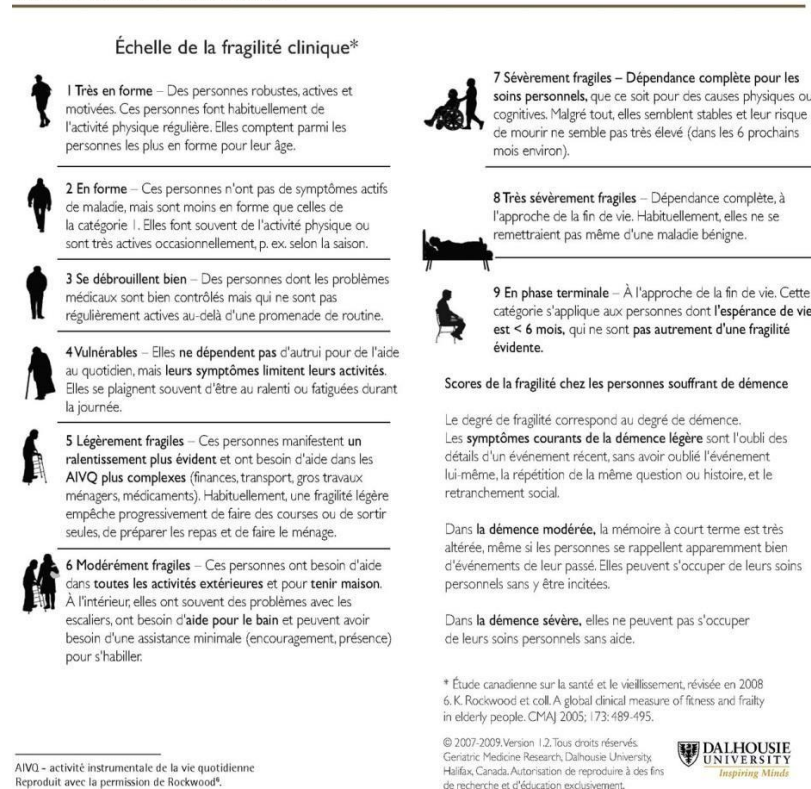 Échelle de la fragilité clinique*
1 Très en forme – Des personnes robustes, actives et
motivées. Ces personnes font habituellement de
l'activité physique régulière. Elles comptent parmi les
personnes les plus en forme pour leur âge.
2 En forme – Ces personnes n'ont pas de symptômes actifs
de maladie, mais sont moins en forme que celles de
la catégorie 1. Elles font souvent de l'activité physique ou
sont très actives occasionnellement, p. ex. selon la saison.
3 Se débrouillent bien – Des personnes dont les problèmes
médicaux sont bien contrôlés mais qui ne sont pas
régulièrement actives au-delà d'une promenade de routine.
4 Vulnérables – Elles ne dépendent pas d'autrui pour de l'aide
au quotidien, mais leurs symptômes limitent leurs activités.
Elles se plaignent souvent d'être au ralenti ou fatiguées durant
la journée.
5 Légèrement fragiles – Ces personnes manifestent un
ralentissement plus évident et ont besoin d'aide dans les
AIVQ plus complexes (finances, transport, gros travaux
ménagers, médicaments). Habituellement, une fragilité légère
empêche progressivement de faire des courses ou de sortir
seules, de préparer les repas et de faire le ménage.
6 Modérément fragiles – Ces personnes ont besoin d'aide
dans toutes les activités extérieures et pour tenir maison.
À l'intérieur, elles ont souvent des problèmes avec les
escaliers, ont besoin d'aide pour le bain et peuvent avoir
besoin d'une assistance minimale (encouragement, présence)
pour s'habiller.
AIVQ – activité instrumentale de la vie quotidienne
Reproduit avec la permission de Rockwood⁶.
7 Sévèrement fragiles – Dépendance complète pour les
soins personnels, que ce soit pour des causes physiques ou
cognitives. Malgré tout, elles semblent stables et leur risque
de mourir ne semble pas très élevé (dans les 6 prochains
mois environ).
8 Très sévèrement fragiles – Dépendance complète, à
l'approche de la fin de vie. Habituellement, elles ne se
remettraient pas même d'une maladie bénigne.
9 En phase terminale – À l'approche de la fin de vie. Cette
catégorie s'applique aux personnes dont l'espérance de vie
est < 6 mois, qui ne sont pas autrement d'une fragilité
évidente.
Scores de la fragilité chez les personnes souffrant de démence
Le degré de fragilité correspond au degré de démence.
Les symptômes courants de la démence légère sont l'oubli des
détails d'un événement récent, sans avoir oublié l'événement
lui-même, la répétition de la même question ou histoire, et le
retranchement social.
Dans la démence modérée, la mémoire à court terme est très
altérée, même si les personnes se rappellent apparemment bien
d'événements de leur passé. Elles peuvent s'occuper de leurs soins
personnels sans y être incitées.
Dans la démence sévère, elles ne peuvent pas s'occuper
de leurs soins personnels sans aide.
* Étude canadienne sur la santé et le vieillissement, révisée en 2008
6. K. Rockwood et coll. A global clinical measure of fitness and frailty
in elderly people. CMAJ 2005; 173: 489-495.
© 2007-2009. Version 1.2. Tous droits réservés.
Geriatric Medicine Research, Dalhousie University,
Halifax, Canada. Autorisation de reproduire à des fins
de recherche et d'éducation exclusivement.
DALHOUSIE
UNIVERSITY
Inspiring Minds